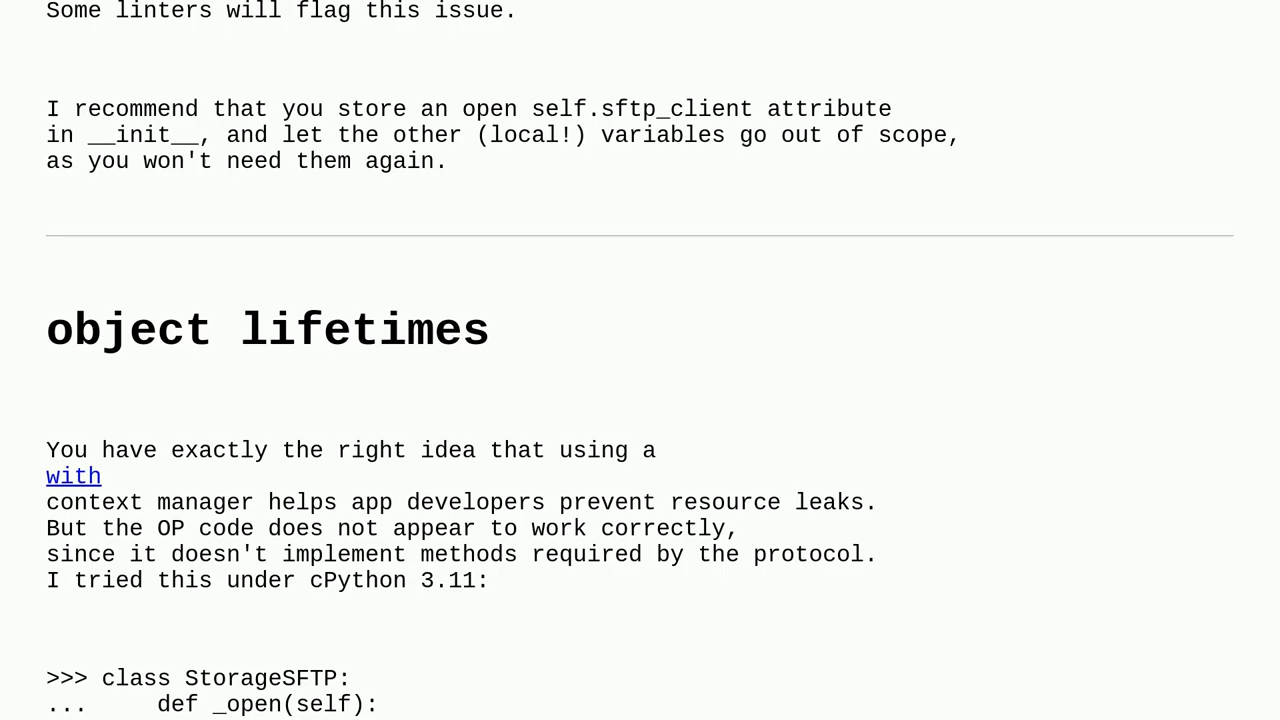 Some linters will flag this issue.
I recommend that you store an open self.sftp_client attribute
in __init__, and let the other (local!) variables go out of scope,
as you won't need them again.
object lifetimes
You have exactly the right idea that using a
with
context manager helps app developers prevent resource leaks.
But the OP code does not appear to work correctly,
since it doesn't implement methods required by the protocol.
I tried this under cPython 3.11:
>>> class StorageSFTP:
...     def _open(self):